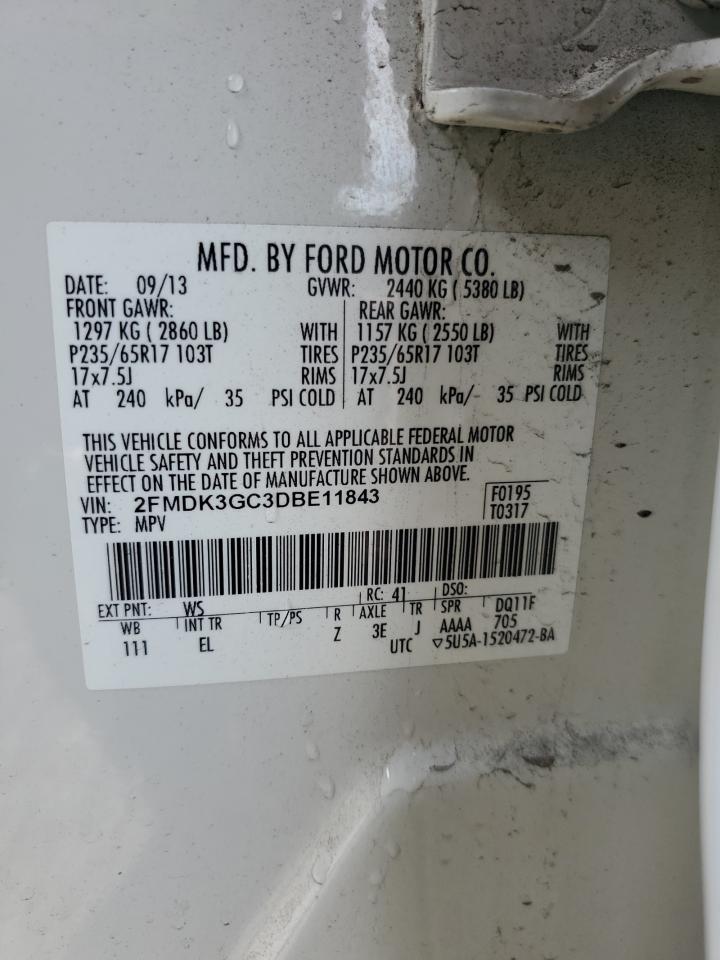 MFD. BY FORD MOTOR CO.
DATE: 09/13 GVWR: 2440 KG ( 5380 LB)
FRONT GAWR: REAR GAWR:
1297 KG ( 2860 LB) WITH 1157 KG ( 2550 LB) WITH
P235/65R17 103T TIRES P235/65R17 103T TIRES
17x7.5J RIMS 17x7.5J RIMS
AT 240 kPa/ 35 PSI COLD AT 240 kPa/ 35 PSI COLD
THIS VEHICLE CONFORMS TO ALL APPLICABLE FEDERAL MOTOR
VEHICLE SAFETY AND THEFT PREVENTION STANDARDS IN
EFFECT ON THE DATE OF MANUFACTURE SHOWN ABOVE.
VIN: 2FMDK3GC3DBE11843 F0195
TYPE: MPV T0317
EXT PNT: WS RC: 41 DSO:
WB INT TR TP/PS R AXLE TR SPR DQ11F
111 EL Z 3E J AAAA 705
UTC ▽5U5A-1520472-BA